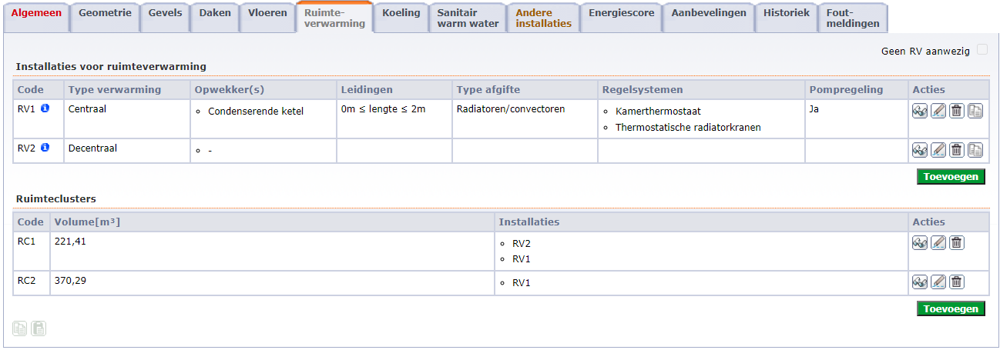 Algemeen Geometrie Gevels Daken Vloeren Ruimte-verwarming Koeling Sanitair warm water Andere installaties Energiescore Aanbevelingen Historiek Fout-meldingen
Geen RV aanwezig
Installaties voor ruimteverwarming
Code Type verwarming Opwekker(s) Leidingen Type afgifte Regelsystemen Pompregeling Acties
RV1 Centraal Condenserende ketel 0m ≤ lengte ≤ 2m Radiatoren/convectoren Kamerthermostaat Ja
Thermostatische radiatorkranen
RV2 Decentraal -
Toevoegen
Ruimteclusters
Code Volume[m³] Installaties Acties
RC1 221,41 RV2
RV1
RC2 370,29 RV1
Toevoegen